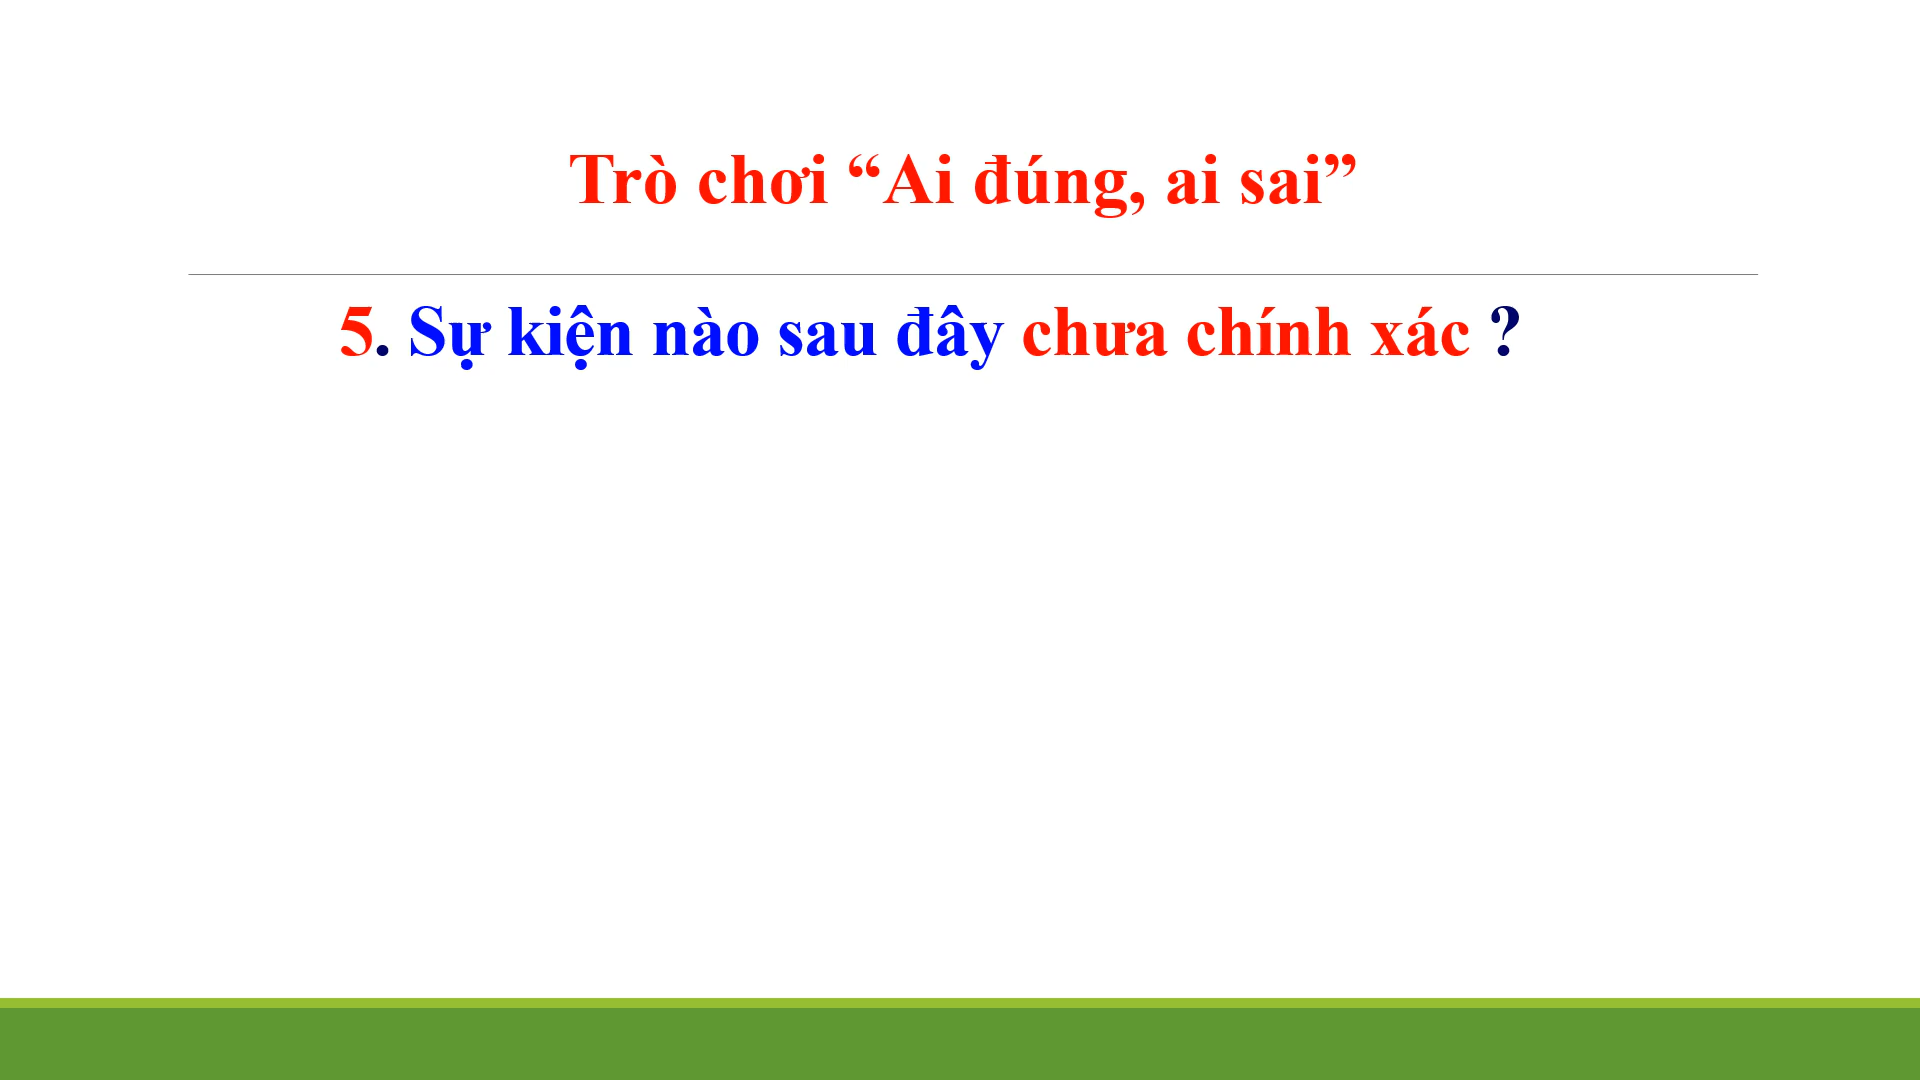 Trò chơi “Ai đúng, ai sai”
5. Sự kiện nào sau đây chưa chính xác ?